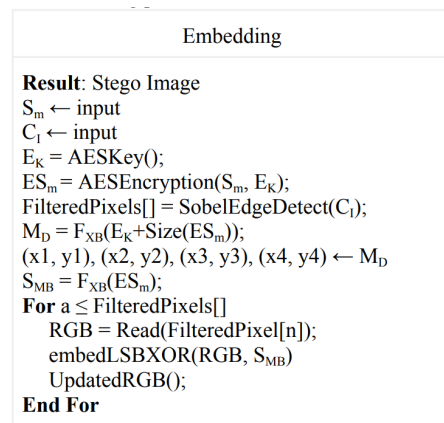 Embedding
Result: Stego Image
Sm ← input
CI ← input
EK = AESKey();
ESm = AESEncryption(Sm, EK);
FilteredPixels[] = SobelEdgeDetect(CI);
MD = FXB(EK+Size(ESm));
(x1, y1), (x2, y2), (x3, y3), (x4, y4) ← MD
SMB = FXB(ESm);
For a ≤ FilteredPixels[]
RGB = Read(FilteredPixel[n]);
embedLSBXOR(RGB, SMB)
UpdatedRGB();
End For